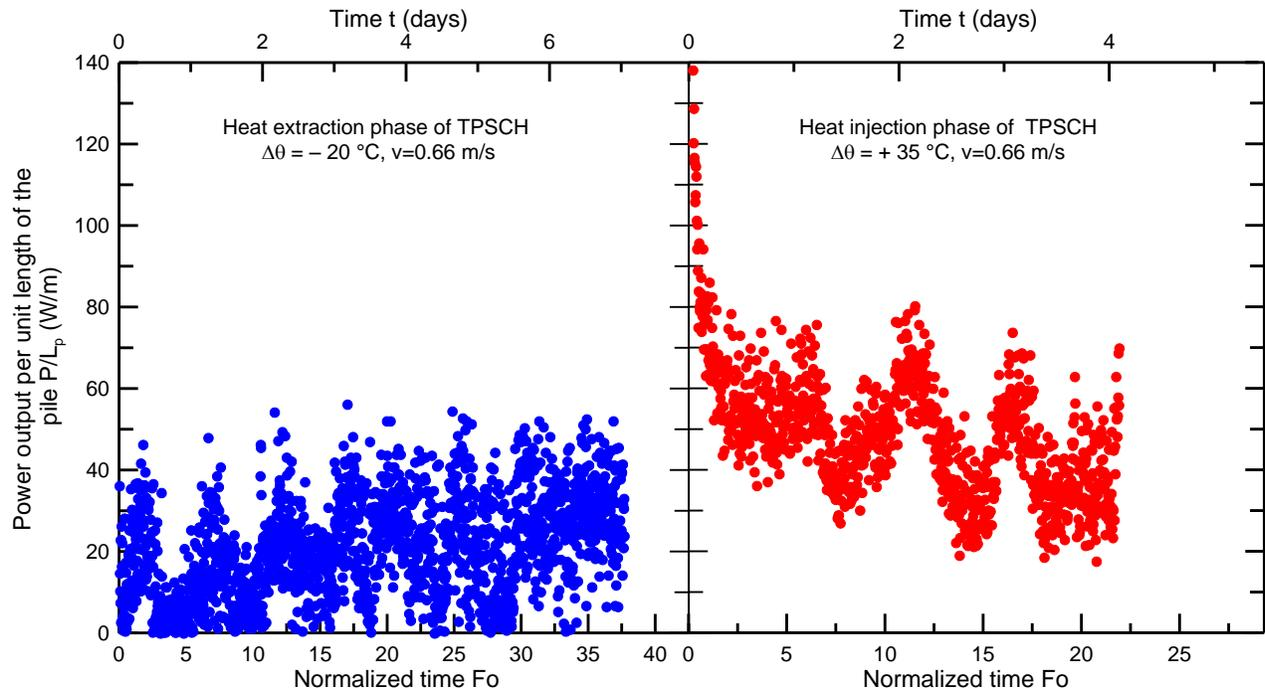 Time t (days)
Time t (days)
0 2 4 6
0 2 4
140
120
100
80
60
40
20
0
Power output per unit length of the
pile P/Lp (W/m)
Heat extraction phase of TPSCH
Δθ = – 20 °C, v=0.66 m/s
Heat injection phase of TPSCH
Δθ = + 35 °C, v=0.66 m/s
0 5 10 15 20 25 30 35 40
0 5 10 15 20 25
Normalized time Fo
Normalized time Fo